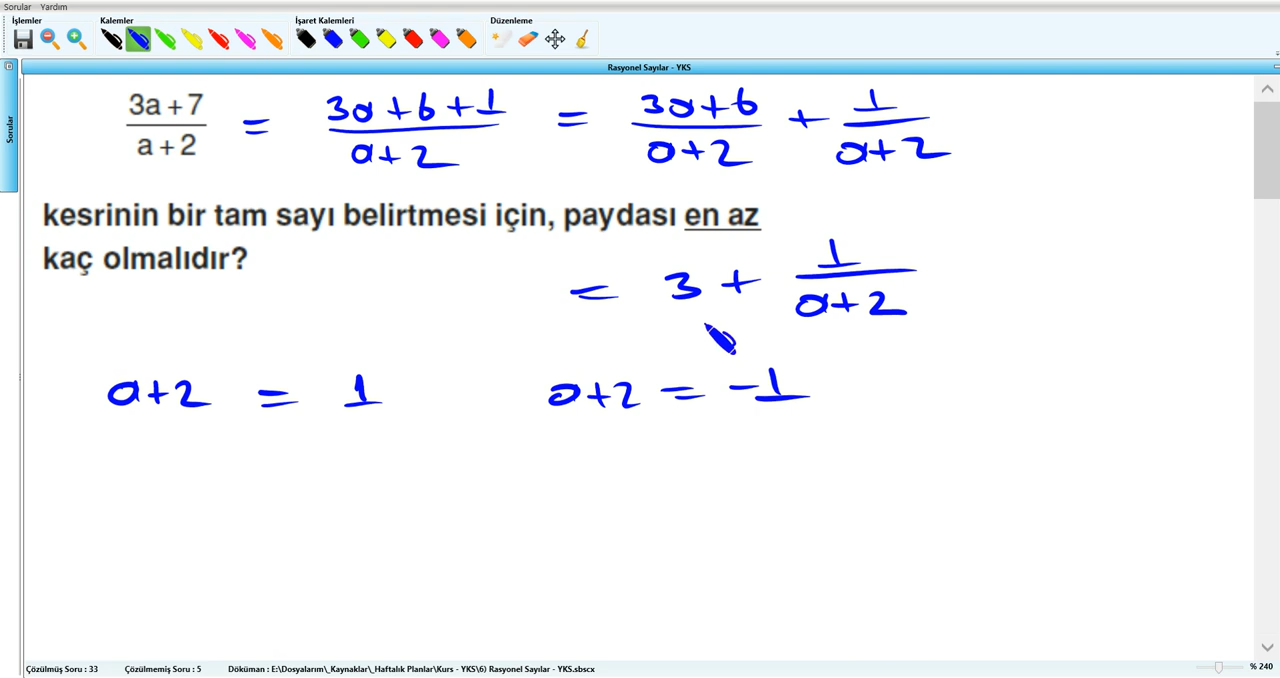 Sorular Yardım
İşlemler Kalemler İşaret Kalemleri Düzenleme
Rasyonel Sayılar - YKS
Sorular
3a+7/a+2 = 3a+6+1/a+2 = 3a+6/a+2 + 1/a+2
kesrinin bir tam sayı belirtmesi için, paydası en az
kaç olmalıdır?
= 3 + 1/a+2
a+2 = 1 a+2 = -1
Çözülmüş Soru : 33 Çözülmemiş Soru : 5 Döküman : E:\Dosyalarım\_Kaynaklar\_Haftalık Planlar\Kurs - YKS\6) Rasyonel Sayılar - YKS.sbscx % 240